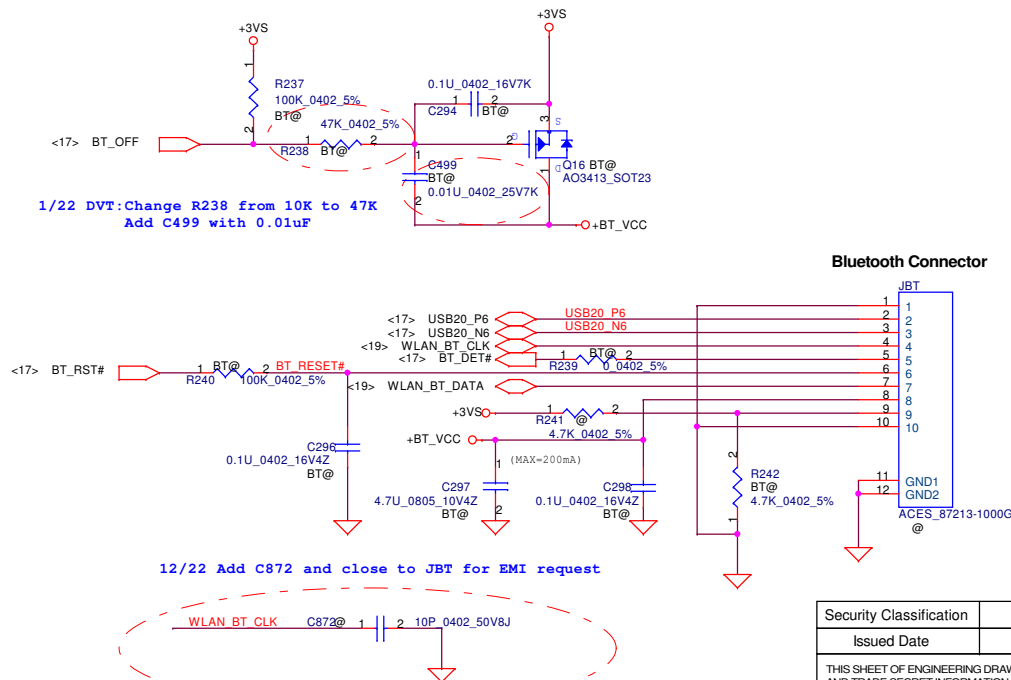 +3VS
+3VS
1
R237
100K_0402_5%
BT@
2
0.1U_0402_16V7K
1 2
C294 BT@
<17> BT_OFF
47K_0402_5%
1 2
R238 BT@
3
S
G
2
D
1
Q16 BT@
AO3413_SOT23
1
C499
BT@
0.01U_0402_25V7K
2
+BT_VCC
1/22 DVT:Change R238 from 10K to 47K
Add C499 with 0.01uF
Bluetooth Connector
JBT
<17> USB20_P6 USB20_P6
<17> USB20_N6 USB20_N6
<19> WLAN_BT_CLK
<17> BT_DET#
1 BT@ 2
R239 0_0402_5%
<17> BT_RST#
1 BT@ 2 BT_RESET#
R240 100K_0402_5%
<19> WLAN_BT_DATA
+3VS
1 2
R241 @
4.7K_0402_5%
+BT_VCC
(MAX=200mA)
C296
0.1U_0402_16V4Z
BT@
1
C297
4.7U_0805_10V4Z
BT@
2
C298
0.1U_0402_16V4Z
BT@
2
R242
BT@
4.7K_0402_5%
1
1 1
2 2
3 3
4 4
5 5
6 6
7 7
8 8
9 9
10 10
11 GND1
12 GND2
ACES_87213-1000G
@
12/22 Add C872 and close to JBT for EMI request
WLAN_BT_CLK C872@ 1 2 10P_0402_50V8J
Security Classification
Issued Date
THIS SHEET OF ENGINEERING DRAW
AND TRADE SECRET INFORMATION